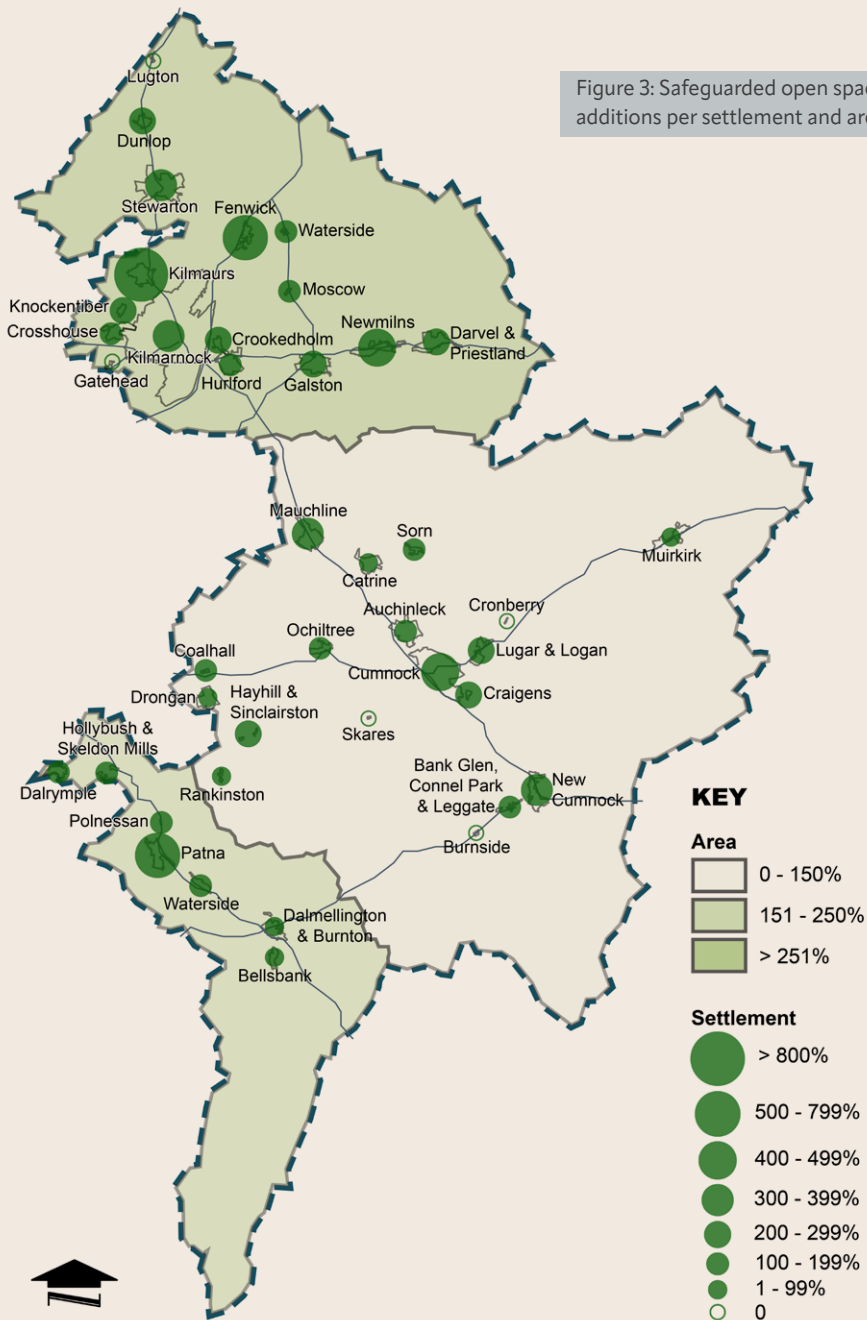 Figure 3: Safeguarded open spac
additions per settlement and are
Lugton
Dunlop
Stewarton
Fenwick
Waterside
Kilmaurs
Moscow
Knockentiber
Crosshouse
Kilmarnock
Gatehead
Crookedholm
Hurlford
Newmilns
Galston
Darvel &
Priestland
Mauchline
Sorn
Catrine
Muirkirk
Auchinleck
Cronberry
Ochiltree
Lugar & Logan
Coalhall
Cumnock
Craigens
Drongan
Hayhill &
Sinclairston
Skares
Hollybush &
Skeldon Mills
Dalrymple
Rankinston
Bank Glen,
Connel Park
& Leggate
New
Cumnock
Burnside
Polnessan
Patna
Waterside
Dalmellington
& Burnton
Bellsbank
KEY
Area
0 - 150%
151 - 250%
> 251%
Settlement
> 800%
500 - 799%
400 - 499%
300 - 399%
200 - 299%
100 - 199%
1 - 99%
0